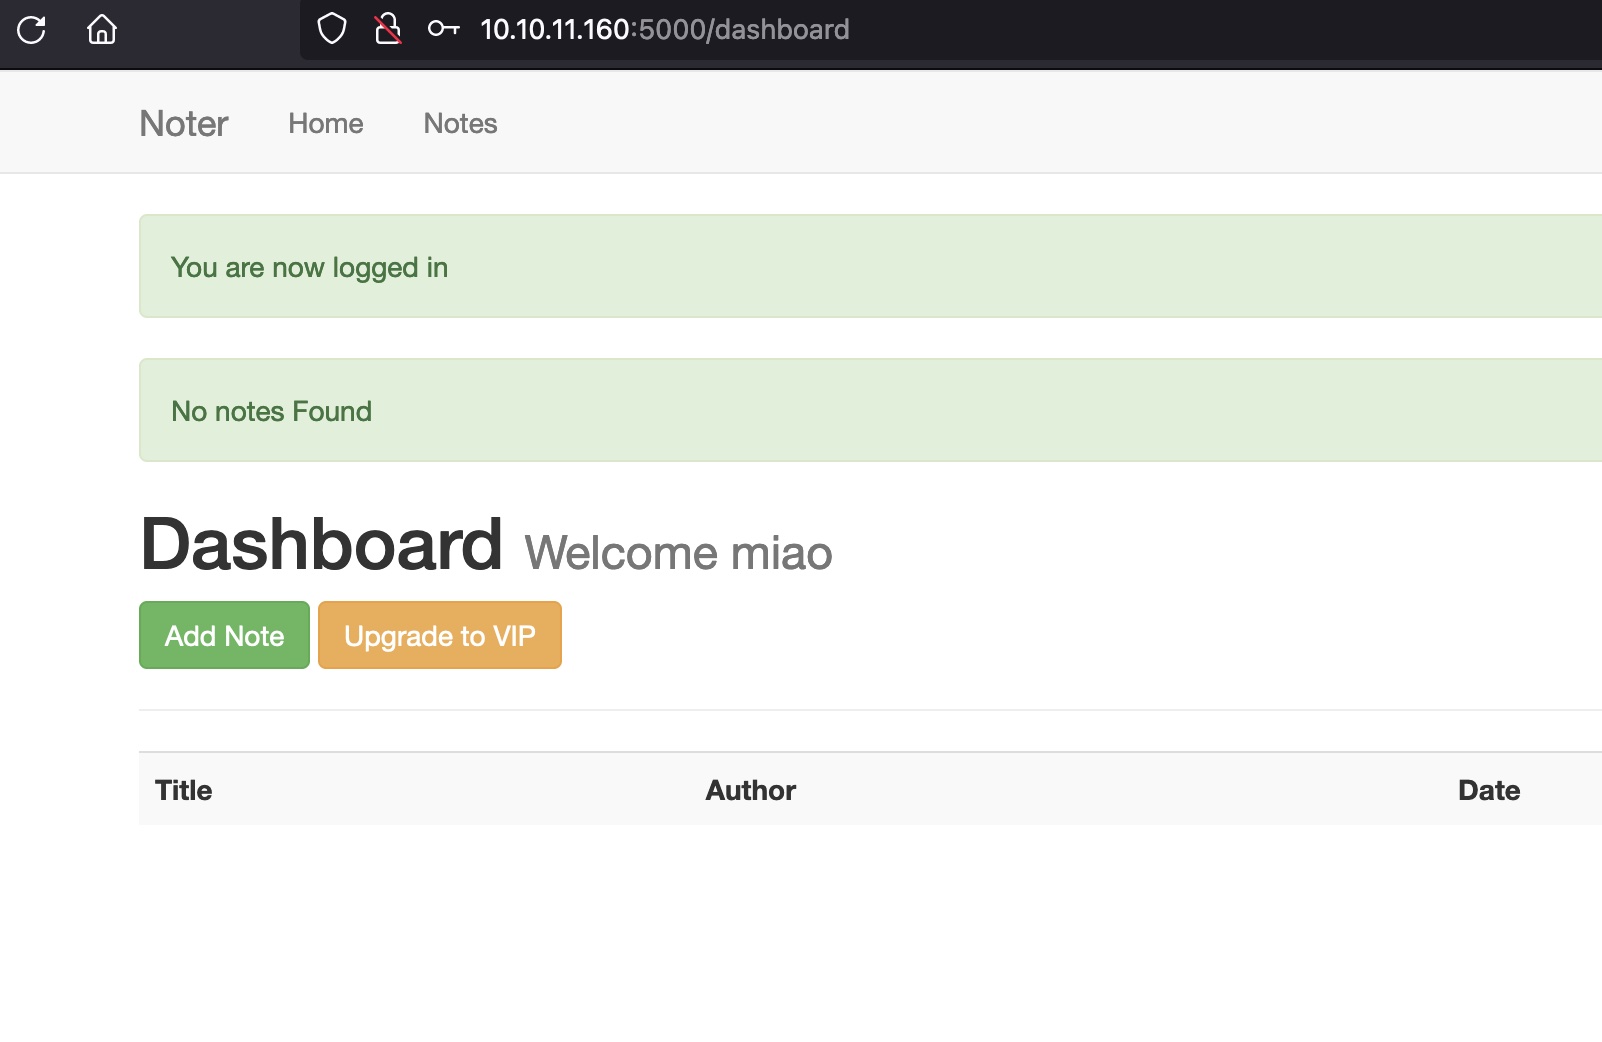 10.10.11.160:5000/dashboard
Noter Home Notes
You are now logged in
No notes Found
Dashboard Welcome miao
Add Note Upgrade to VIP
Title Author Date